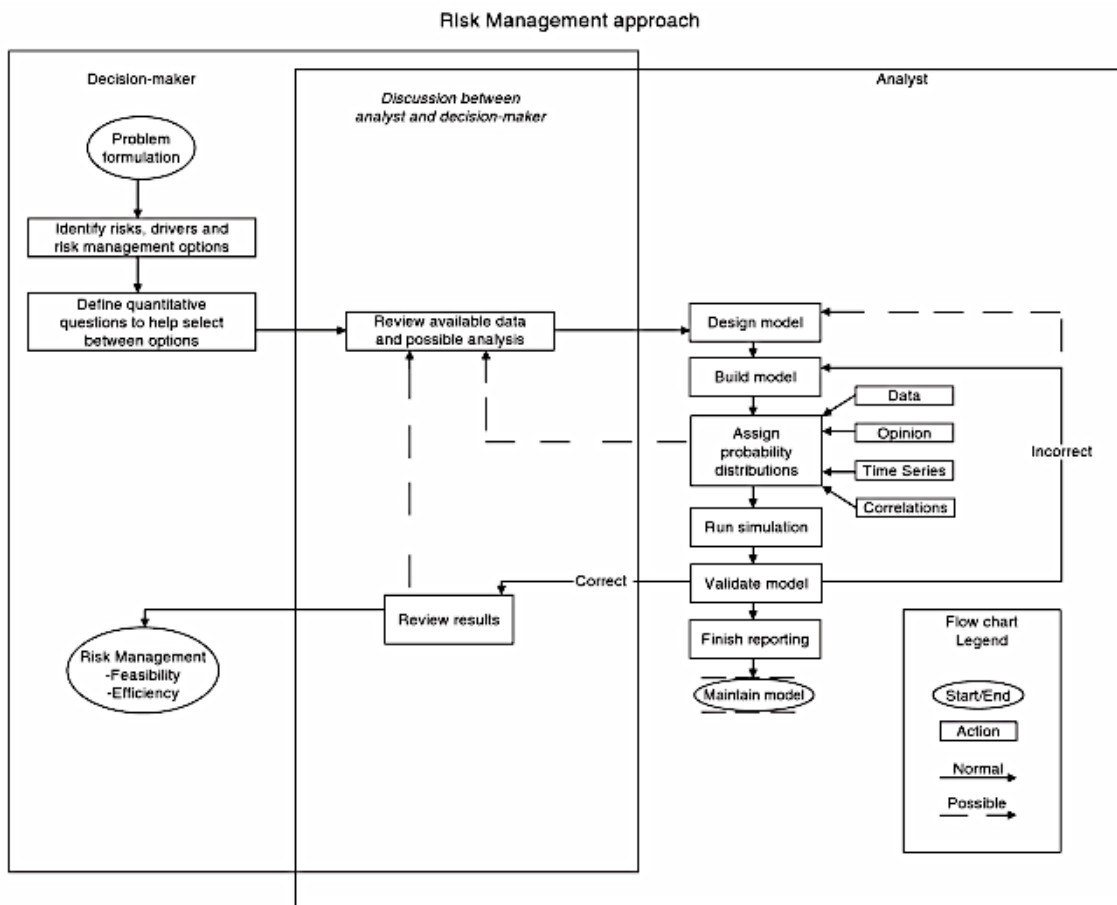 Risk Management approach
Decision-maker
Discussion between
analyst and decision-maker
Analyst
Problem
formulation
Identify risks, drivers and
risk management options
Define quantitative
questions to help select
between options
Review available data
and possible analysis
Design model
Build model
Assign
probability
distributions
Data
Opinion
Time Series
Correlations
Incorrect
Run simulation
Validate model
Correct
Review results
Finish reporting
Maintain model
Risk Management
-Feasibility
-Efficiency
Flow chart
Legend
Start/End
Action
Normal
Possible